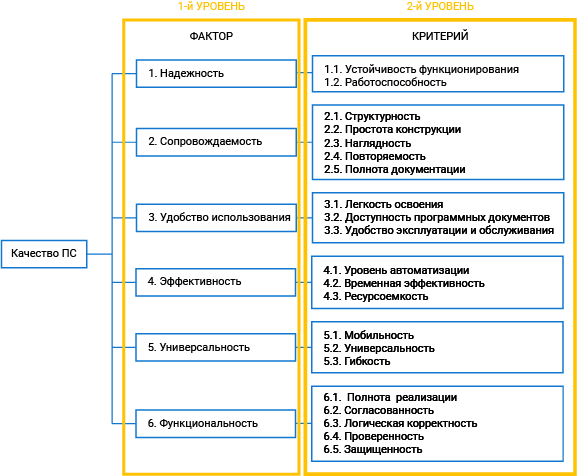 1-й УРОВЕНЬ
2-й УРОВЕНЬ
ФАКТОР
КРИТЕРИЙ
Качество ПС
1. Надежность
1.1. Устойчивость функционирования
1.2. Работоспособность
2. Сопровождаемость
2.1. Структурность
2.2. Простота конструкции
2.3. Наглядность
2.4. Повторяемость
2.5. Полнота документации
3. Удобство использования
3.1. Легкость освоения
3.2. Доступность программных документов
3.3. Удобство эксплуатации и обслуживания
4. Эффективность
4.1. Уровень автоматизации
4.2. Временная эффективность
4.3. Ресурсоемкость
5. Универсальность
5.1. Мобильность
5.2. Универсальность
5.3. Гибкость
6. Функциональность
6.1. Полнота реализации
6.2. Согласованность
6.3. Логическая корректность
6.4. Проверенность
6.5. Защищенность